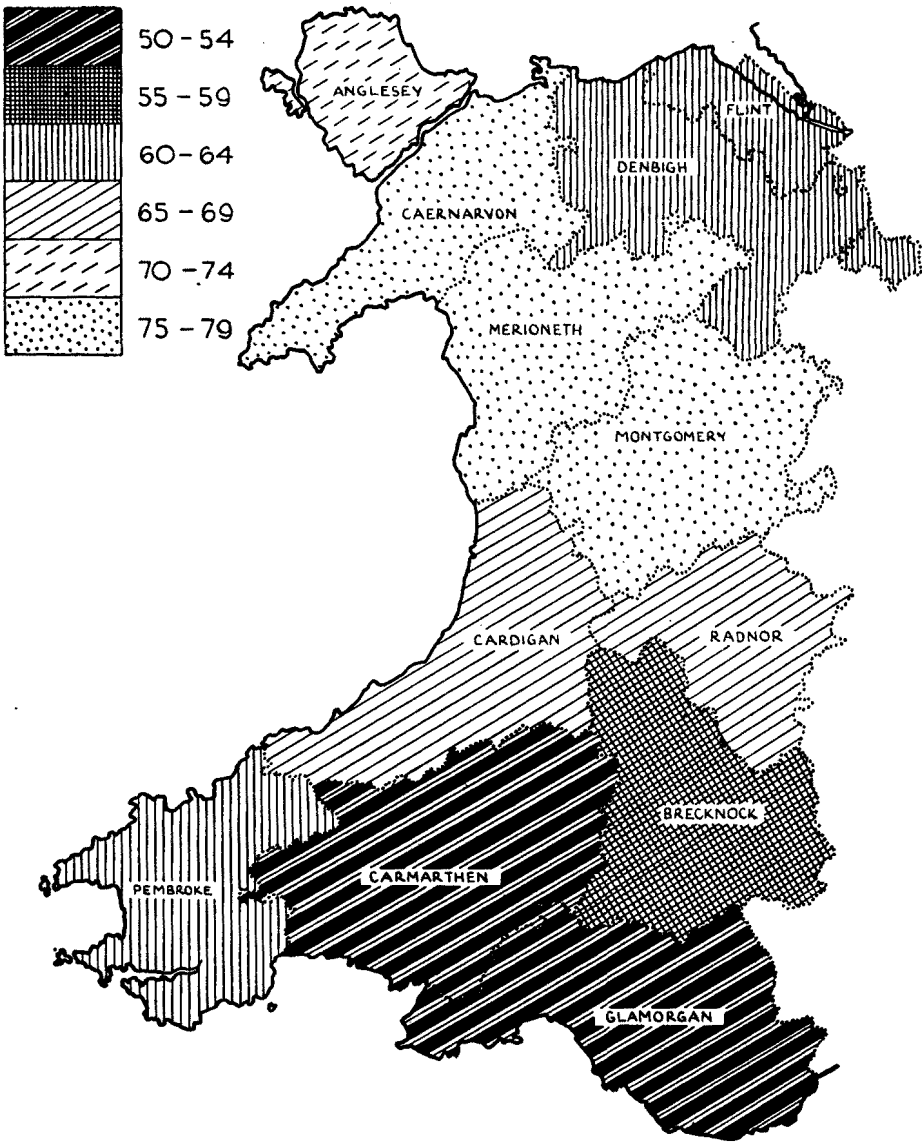 50-54
55-59
60-64
65-69
70-74
75-79
ANGLESEY
FLINT
DENBIGH
CAERNARVON
MERIONETH
MONTGOMERY
CARDIGAN
RADNOR
BRECKNOCK
CARMARTHEN
PEMBROKE
GLAMORGAN